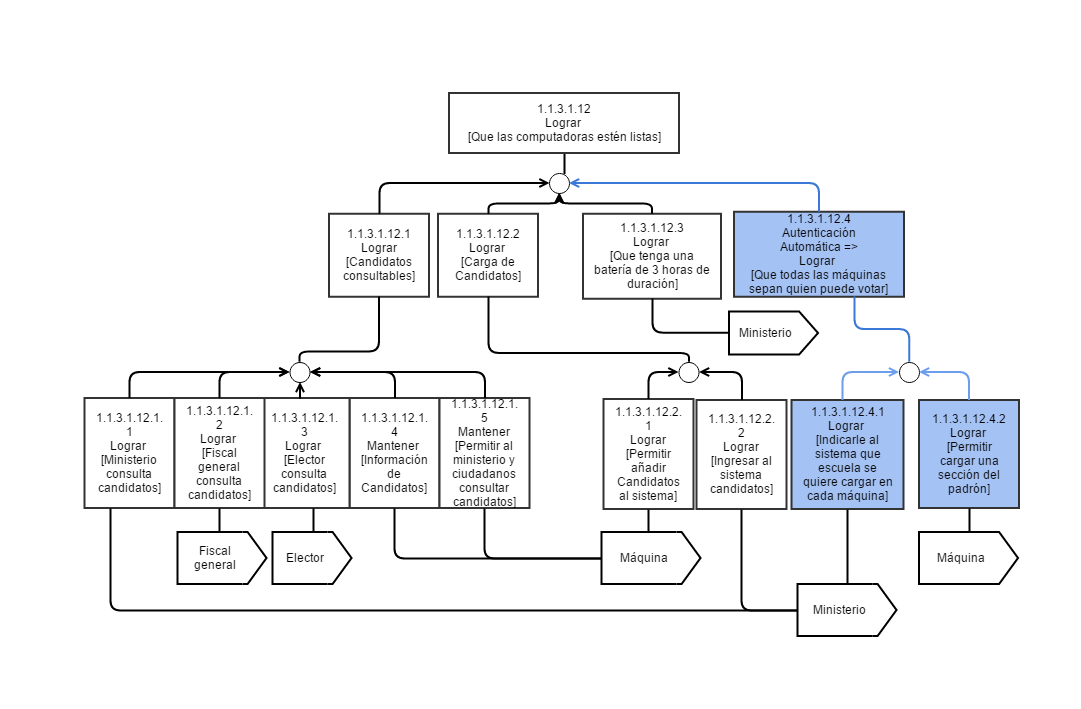 1.1.3.1.12
Lograr
[Que las computadoras estén listas]
1.1.3.1.12.1
Lograr
[Candidatos
consultables]
1.1.3.1.12.2
Lograr
[Carga de
Candidatos]
1.1.3.1.12.3
Lograr
[Que tenga una
batería de 3 horas de
duración]
1.1.3.1.12.4
Autenticación
Automática =>
Lograr
[Que todas las máquinas
sepan quien puede votar]
Ministerio
1.1.3.1.12.1.
1
Lograr
[Ministerio
consulta
candidatos]
1.1.3.1.12.1.
2
Lograr
[Fiscal
general
consulta
candidatos]
1.1.3.1.12.1.
3
Lograr
[Elector
consulta
candidatos]
1.1.3.1.12.1.
4
Mantener
[Información
de
Candidatos]
1.1.3.1.12.1.
5
Mantener
[Permitir al
ministerio y
ciudadanos
consultar
candidatos]
1.1.3.1.12.2.
1
Lograr
[Permitir
añadir
Candidatos
al sistema]
1.1.3.1.12.2.
2
Lograr
[Ingresar al
sistema
candidatos]
1.1.3.1.12.4.1
Lograr
[Indicarle al
sistema que
escuela se
quiere cargar en
cada máquina]
1.1.3.1.12.4.2
Lograr
[Permitir
cargar una
sección del
padrón]
Fiscal
general
Elector
Máquina
Máquina
Ministerio